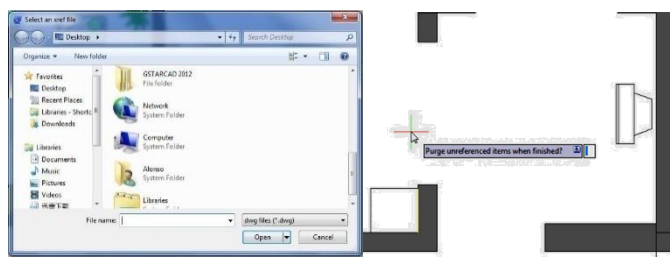 Select an xref file
Desktop
Search Desktop
Organize
New folder
Favorites
Desktop
Recent Places
Libraries - Shortc
Downloads
Libraries
Documents
Music
Pictures
Videos
GSTARCAD 2012
File folder
Network
System Folder
Computer
System Folder
Alonso
System Folder
Libraries
File name:
dwg files (*.dwg)
Open
Cancel
Purge unreferenced items when finished?